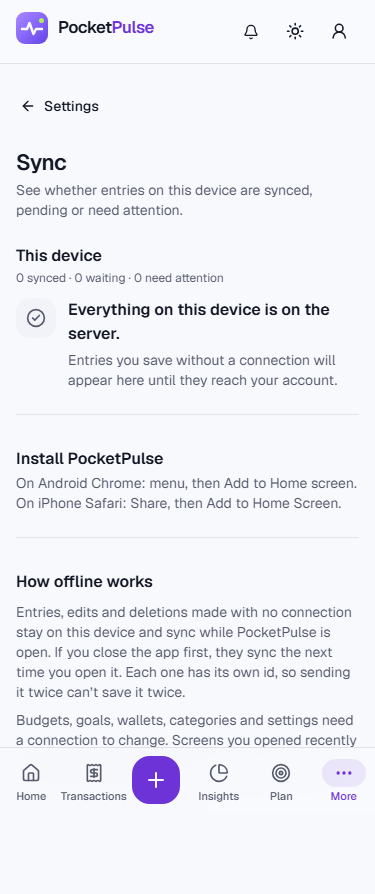 PocketPulse
Settings
Sync
See whether entries on this device are synced,
pending or need attention.
This device
0 synced · 0 waiting · 0 need attention
Everything on this device is on the
server.
Entries you save without a connection will
appear here until they reach your account.
Install PocketPulse
On Android Chrome: menu, then Add to Home screen.
On iPhone Safari: Share, then Add to Home Screen.
How offline works
Entries, edits and deletions made with no connection
stay on this device and sync while PocketPulse is
open. If you close the app first, they sync the next
time you open it. Each one has its own id, so sending
it twice can't save it twice.
Budgets, goals, wallets, categories and settings need
a connection to change. Screens you opened recently
Home
Transactions
Insights
Plan
More